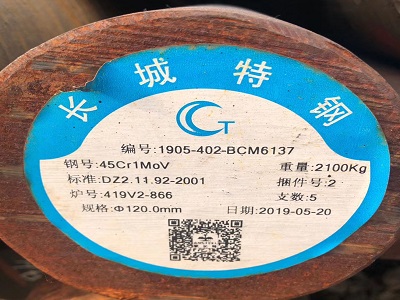 长城特钢
编号:1905-402-BCM6137
钢号:45Cr1MoV 重量:2100Kg
标准:DZ2.11.92-2001 捆件号:2
炉号:419V2-866 支数:5
规格:Φ120.0mm 日期:2019-05-20